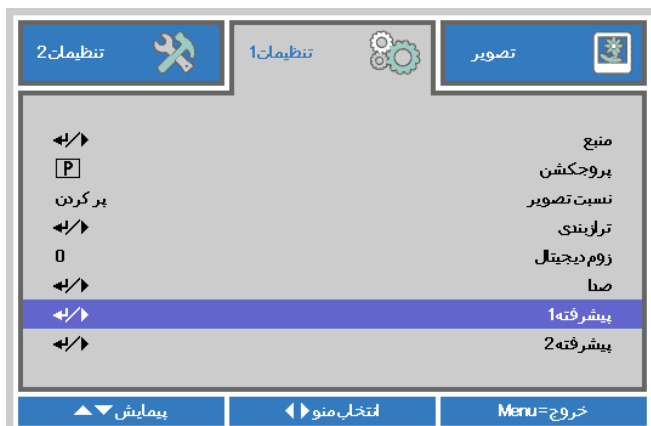 تصویر
تنظیمات1
تنظیمات2
منبع ↵/▶
پروجکشن P
نسبت تصویر پر کردن
ترازبندی ↵/▶
زوم دیجیتال 0
صدا ↵/▶
پیشرفته1 ↵/▶
پیشرفته2 ↵/▶
خروج=Menu
انتخاب منو ◀▶
پیمایش ▼▲